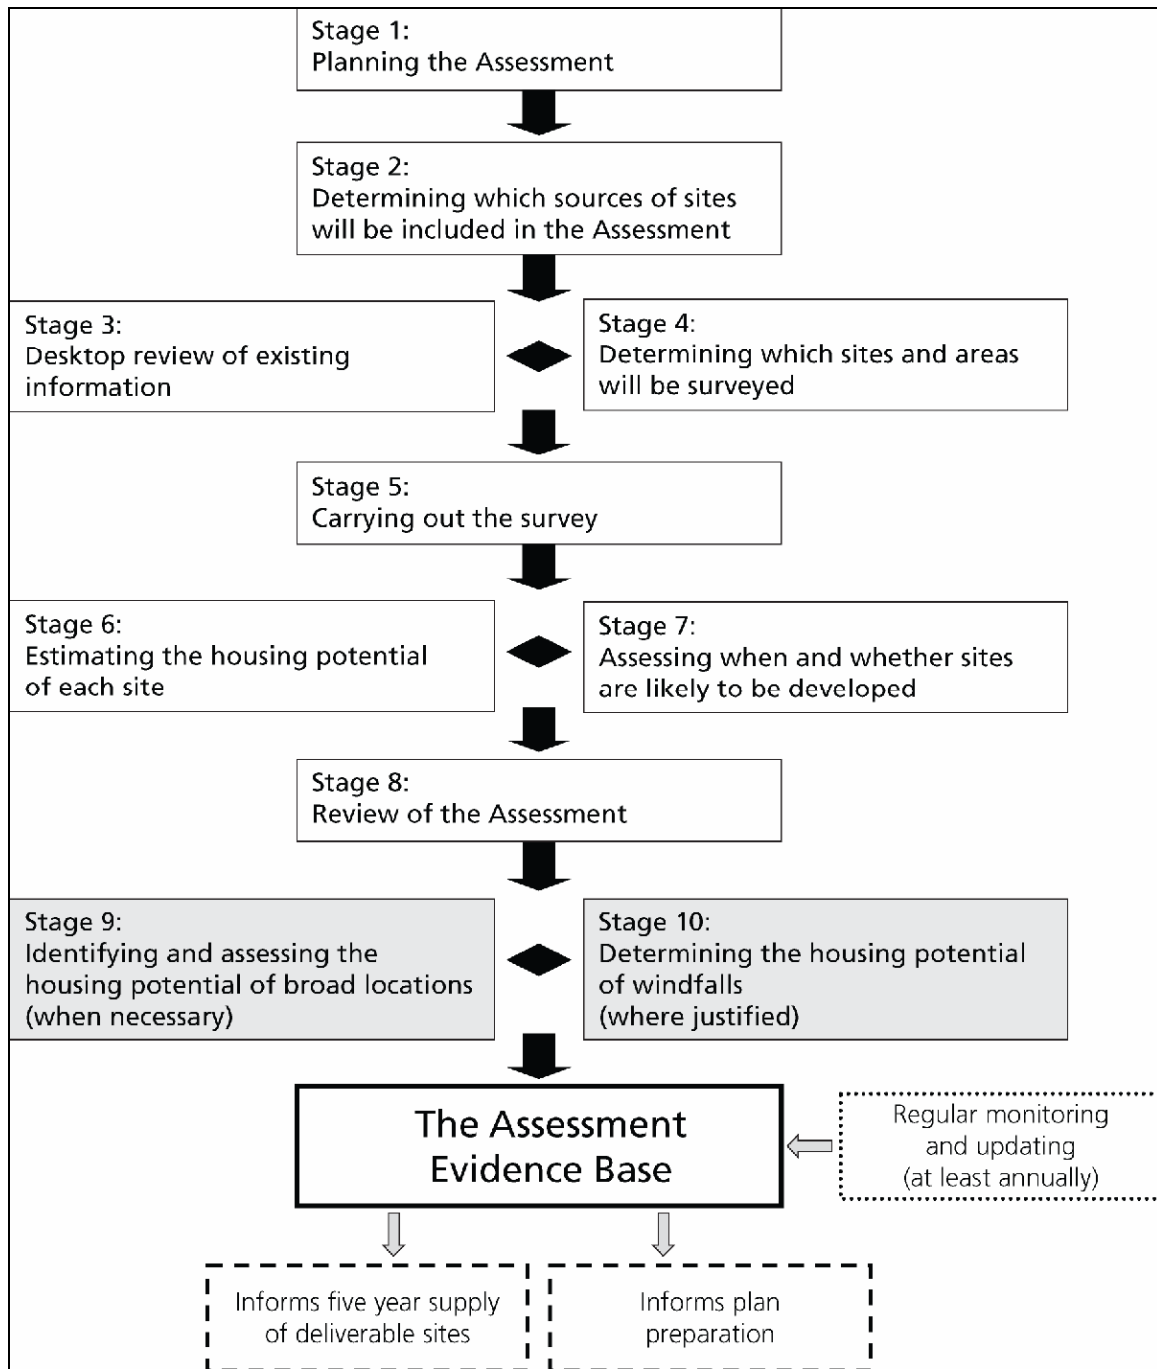 Stage 1:
Planning the Assessment
Stage 2:
Determining which sources of sites
will be included in the Assessment
Stage 3:
Desktop review of existing
information
Stage 4:
Determining which sites and areas
will be surveyed
Stage 5:
Carrying out the survey
Stage 6:
Estimating the housing potential
of each site
Stage 7:
Assessing when and whether sites
are likely to be developed
Stage 8:
Review of the Assessment
Stage 9:
Identifying and assessing the
housing potential of broad locations
(when necessary)
Stage 10:
Determining the housing potential
of windfalls
(where justified)
The Assessment
Evidence Base
Regular monitoring
and updating
(at least annually)
Informs five year supply
of deliverable sites
Informs plan
preparation